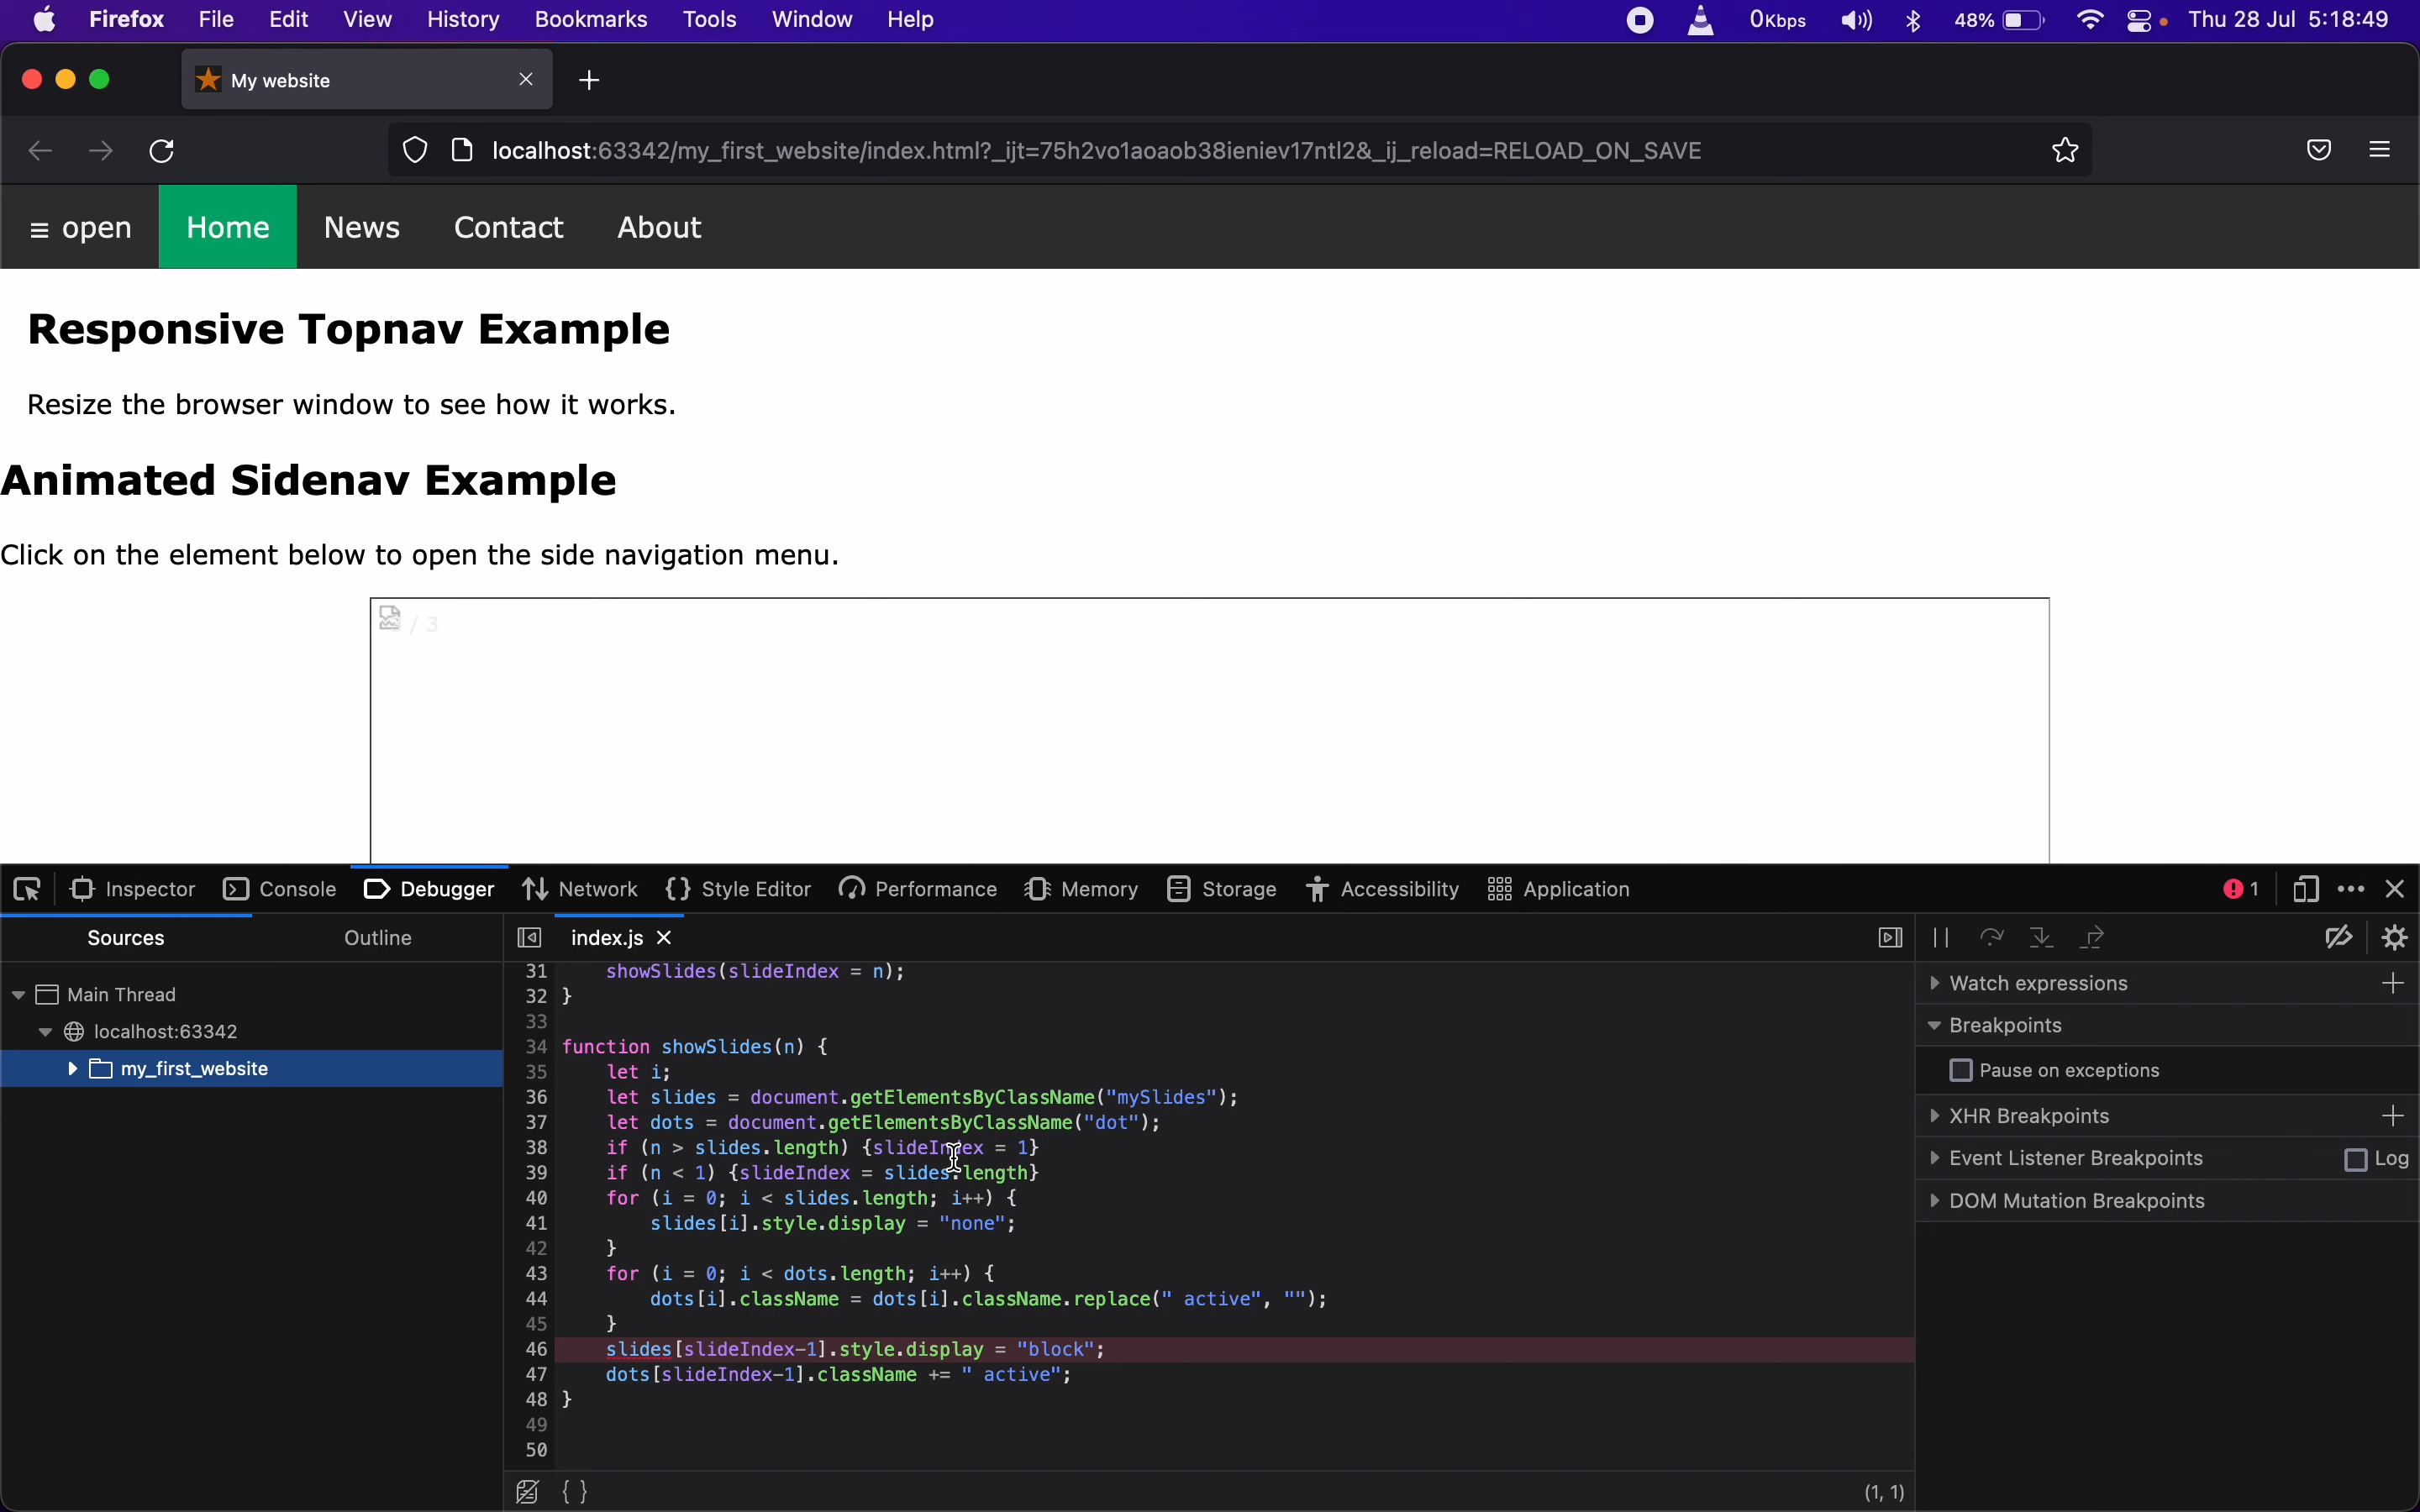 Firefox File Edit View History Bookmarks Tools Window Help 0Kbps 48% Thu 28 Jul 5:18:49
My website
localhost:63342/my_first_website/index.html?_ijt=75h2vo1aoaob38ieniev17ntl2&_ij_reload=RELOAD_ON_SAVE
≡ open Home News Contact About
Responsive Topnav Example
Resize the browser window to see how it works.
Animated Sidenav Example
Click on the element below to open the side navigation menu.
/ 3
Inspector Console Debugger Network Style Editor Performance Memory Storage Accessibility Application 1
Sources Outline index.js
Main Thread
localhost:63342
my_first_website
31 showSlides(slideIndex = n);
32 }
33
34 function showSlides(n) {
35 let i;
36 let slides = document.getElementsByClassName("mySlides");
37 let dots = document.getElementsByClassName("dot");
38 if (n > slides.length) {slideIndex = 1}
39 if (n < 1) {slideIndex = slides.length}
40 for (i = 0; i < slides.length; i++) {
41 slides[i].style.display = "none";
42 }
43 for (i = 0; i < dots.length; i++) {
44 dots[i].className = dots[i].className.replace(" active", "");
45 }
46 slides[slideIndex-1].style.display = "block";
47 dots[slideIndex-1].className += " active";
48 }
49
50
{ } (1, 1)
Watch expressions
Breakpoints
Pause on exceptions
XHR Breakpoints
Event Listener Breakpoints Log
DOM Mutation Breakpoints